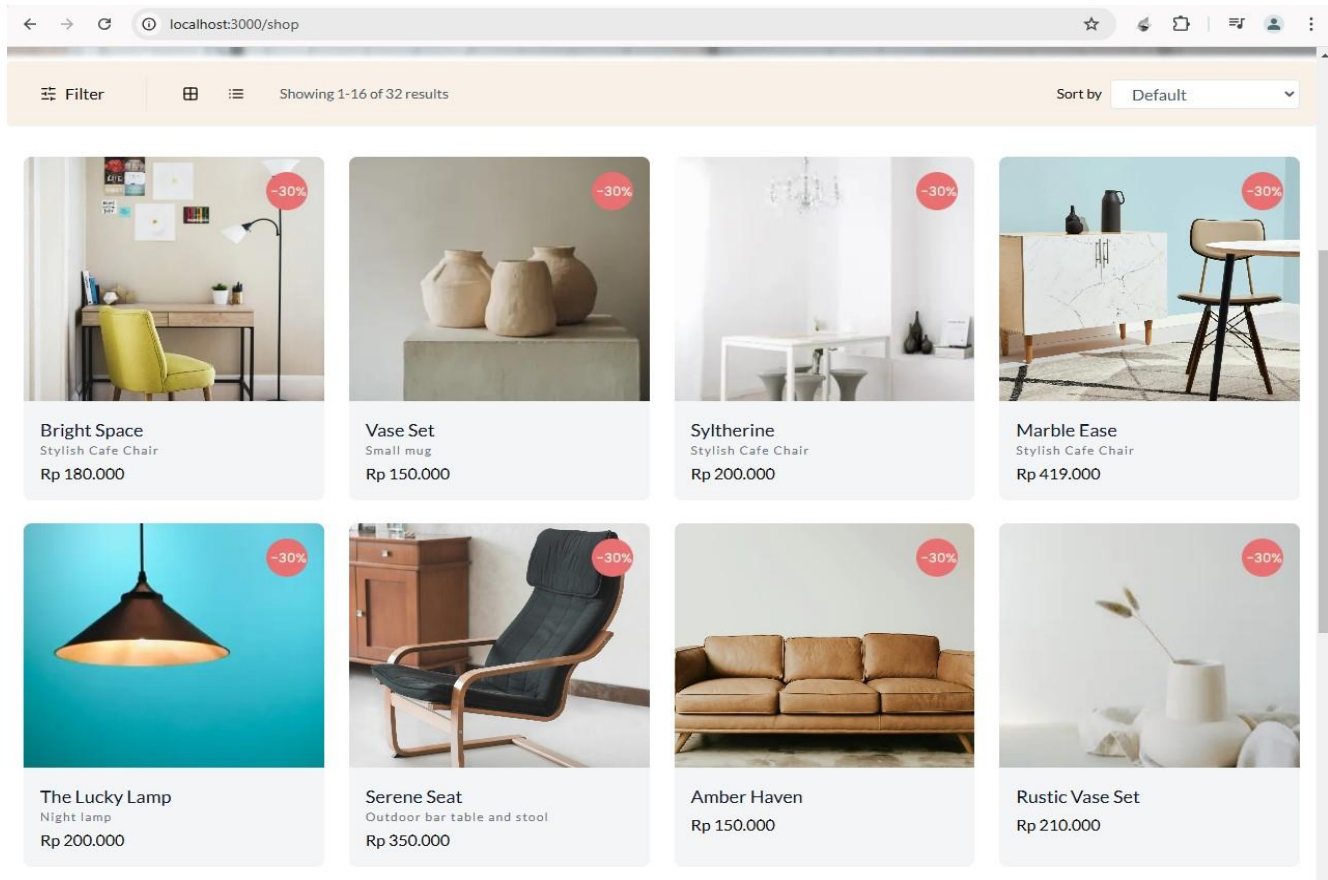 localhost:3000/shop
Filter
Showing 1-16 of 32 results
Sort by
Default
-30%
-30%
-30%
-30%
Bright Space
Stylish Cafe Chair
Rp 180.000
Vase Set
Small mug
Rp 150.000
Syltherine
Stylish Cafe Chair
Rp 200.000
Marble Ease
Stylish Cafe Chair
Rp 419.000
-30%
-30%
-30%
-30%
The Lucky Lamp
Night lamp
Rp 200.000
Serene Seat
Outdoor bar table and stool
Rp 350.000
Amber Haven
Rp 150.000
Rustic Vase Set
Rp 210.000